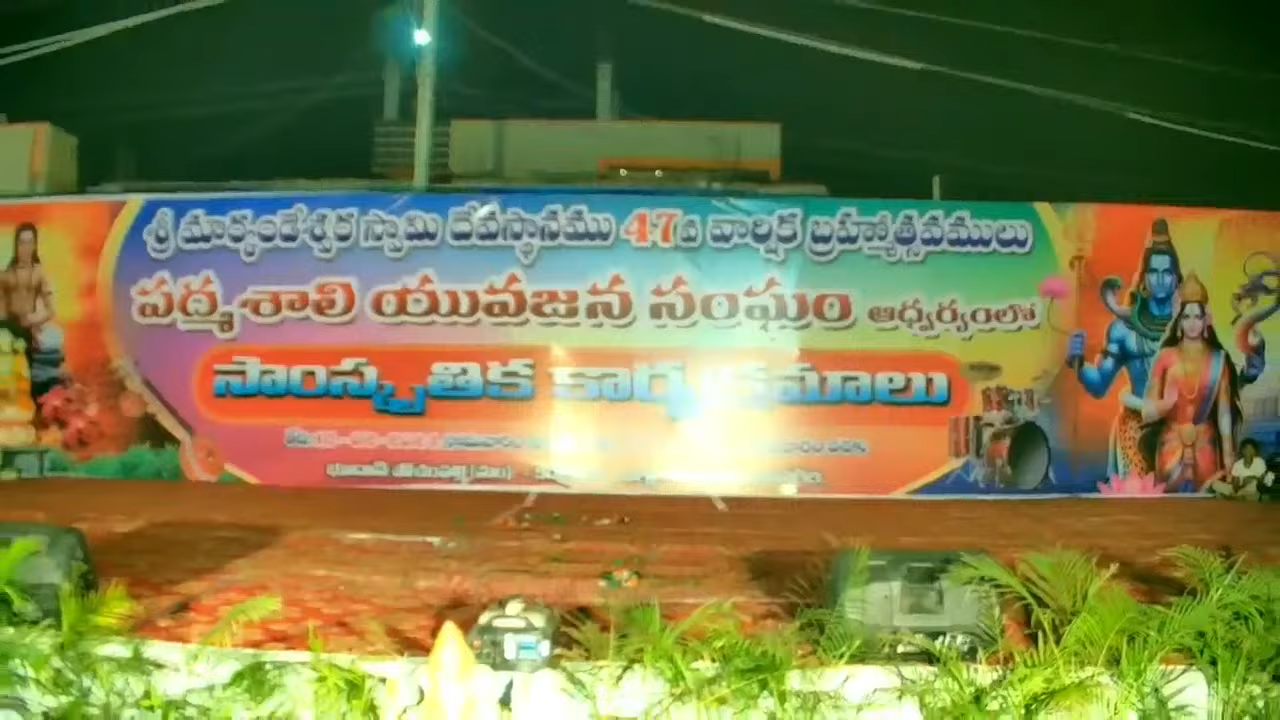 శ్రీ మార్కండేశ్వర స్వామి దేవస్థానము 47వ వార్షిక బ్రహ్మోత్సవములు
పద్మశాలి యువజన సంఘం ఆధ్వర్యంలో
సాంస్కృతిక కార్యక్రమాలు